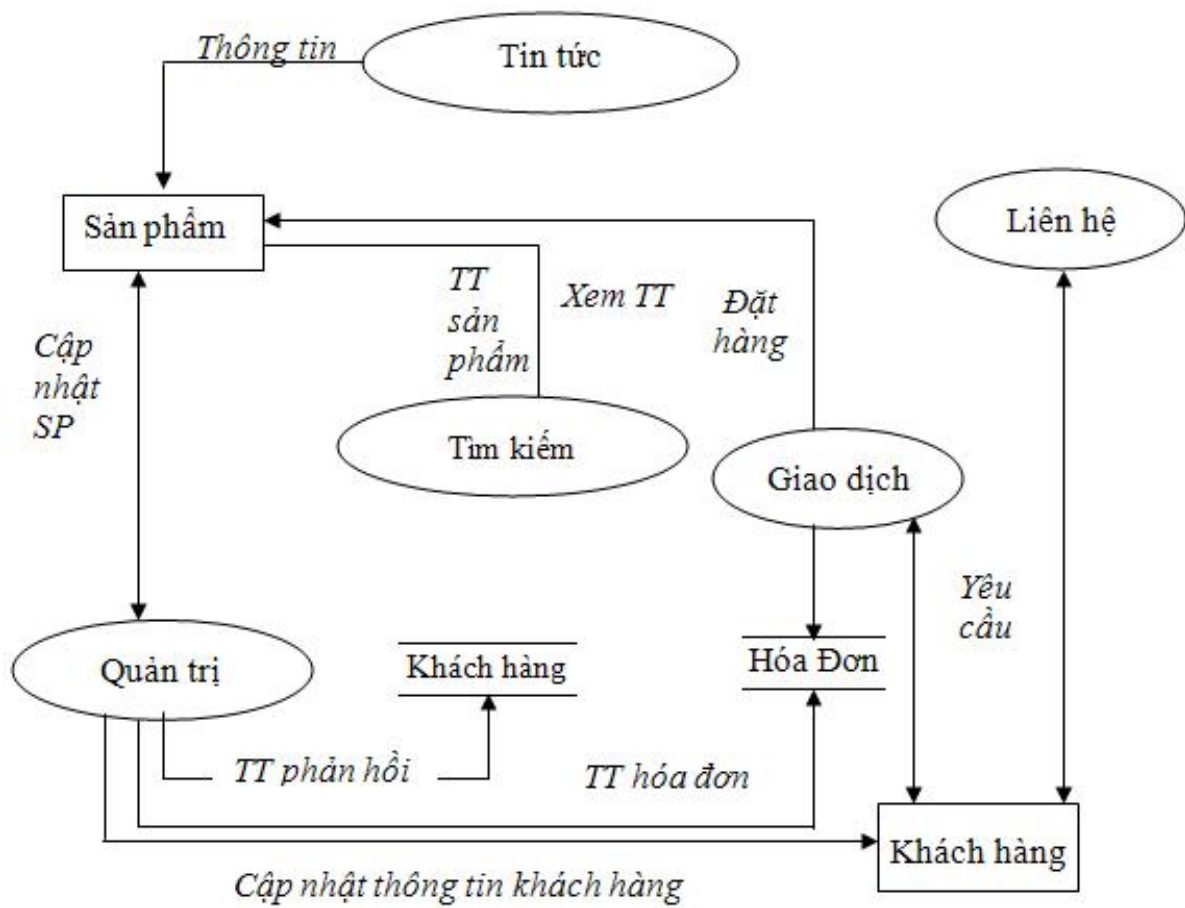 Thông tin
Tin tức
Sản phẩm
Liên hệ
TT
sản
phẩm
Xem TT
Đặt
hàng
Cập
nhật
SP
Tìm kiếm
Giao dịch
Yêu
cầu
Quản trị
Khách hàng
Hóa Đơn
TT phản hồi
TT hóa đơn
Khách hàng
Cập nhật thông tin khách hàng